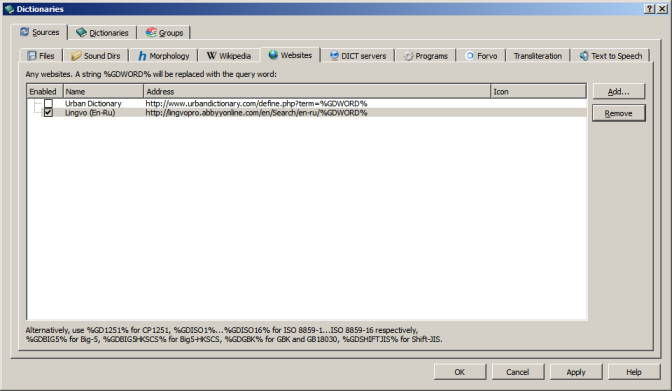 Dictionaries
Sources Dictionaries Groups
Files Sound Dirs Morphology Wikipedia Websites DICT servers Programs Forvo Transliteration Text to Speech
Any websites. A string %GDWORD% will be replaced with the query word:
Enabled Name Address Icon Add...
Urban Dictionary http://www.urbandictionary.com/define.php?term=%GDWORD%
Lingvo (En-Ru) http://lingvopro.abbyyonline.com/en/Search/en-ru/%GDWORD% Remove
Alternatively, use %GD1251% for CP1251, %GDISO1%...%GDISO16% for ISO 8859-1...ISO 8859-16 respectively,
%GDBIG5% for Big-5, %GDBIG5HKSCS% for Big5-HKSCS, %GDGBK% for GBK and GB18030, %GDSHIFTJIS% for Shift-JIS.
OK Cancel Apply Help